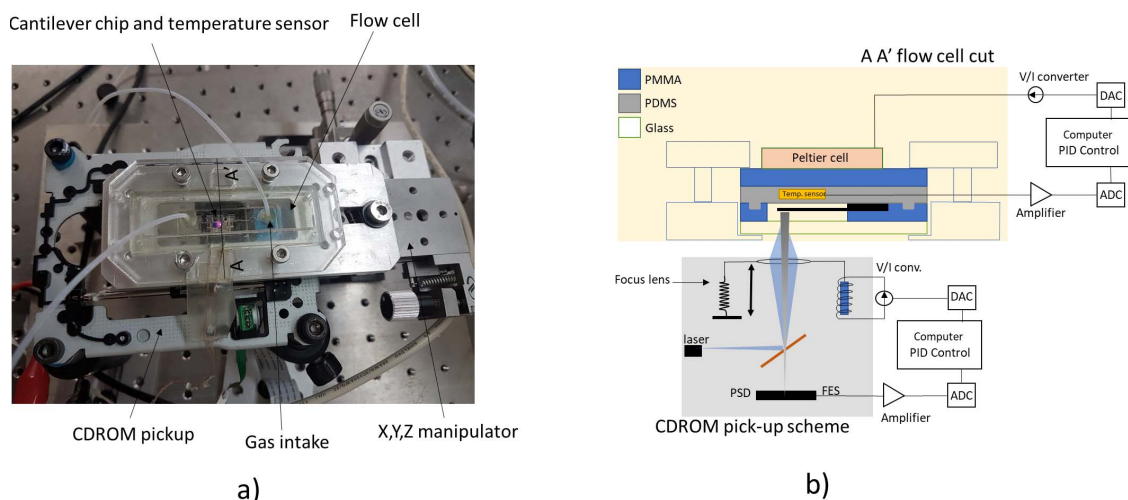 Cantilever chip and temperature sensor
Flow cell
A
A
CDROM pickup
Gas intake
X,Y,Z manipulator
a)
A A’ flow cell cut
PMMA
PDMS
Glass
Peltier cell
Temp. sensor
V/I converter
DAC
Computer
PID Control
ADC
Amplifier
Focus lens
V/I conv.
DAC
laser
Computer
PID Control
PSD
FES
ADC
Amplifier
CDROM pick-up scheme
b)